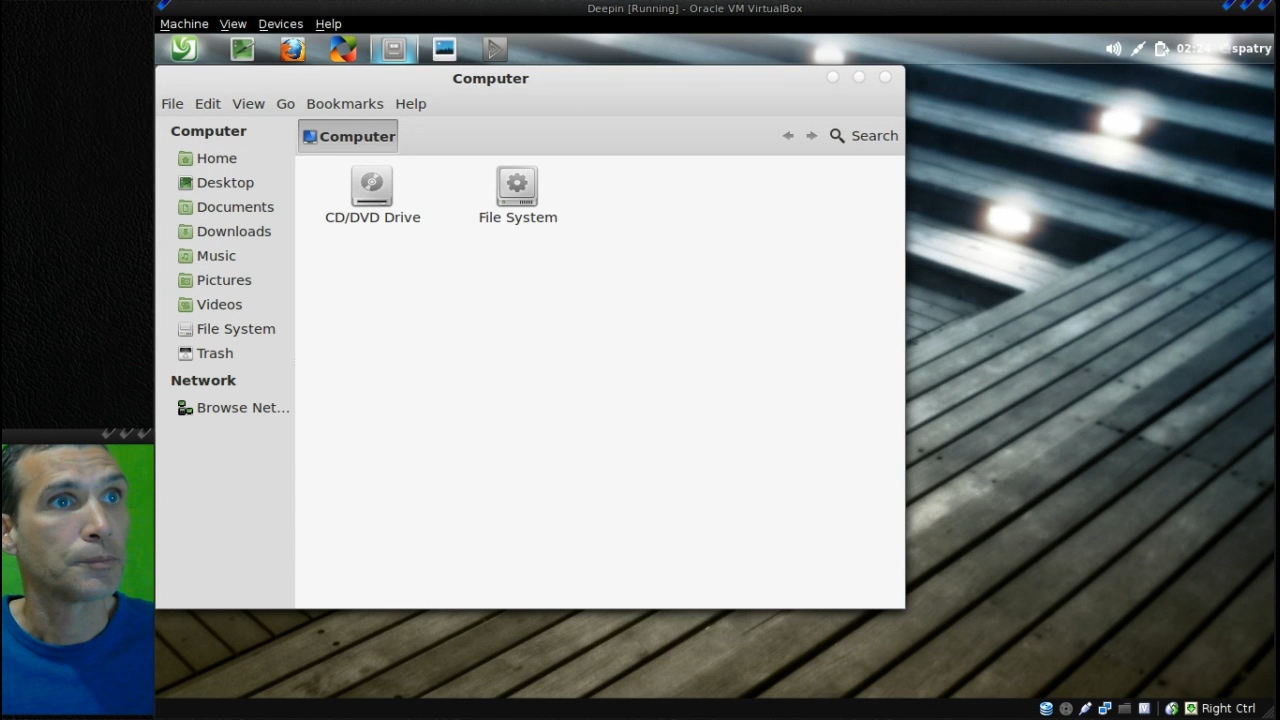 Deepin [Running] - Oracle VM VirtualBox
Machine View Devices Help
spatry
Computer
File Edit View Go Bookmarks Help
Computer
Computer
Search
Home
Desktop
Documents
Downloads
Music
Pictures
Videos
File System
Trash
Network
Browse Net...
CD/DVD Drive
File System
Right Ctrl